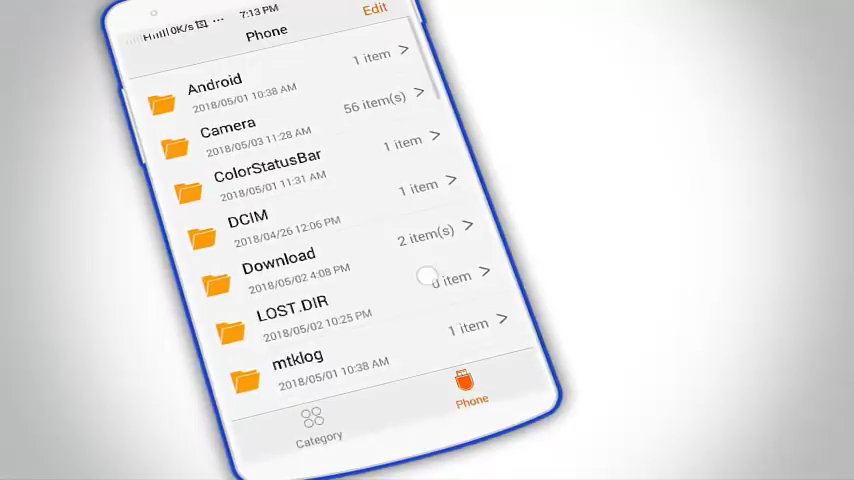 0K/s ... 7:13 PM
Phone
Edit
Android
2018/05/01 10:38 AM
1 item >
Camera
2018/05/03 11:28 AM
56 item(s) >
ColorStatusBar
2018/05/01 11:31 AM
1 item >
DCIM
2018/04/26 12:06 PM
1 item >
Download
2018/05/02 4:08 PM
2 item(s) >
LOST.DIR
2018/05/02 10:25 PM
0 item >
mtklog
2018/05/01 10:38 AM
1 item >
Category
Phone